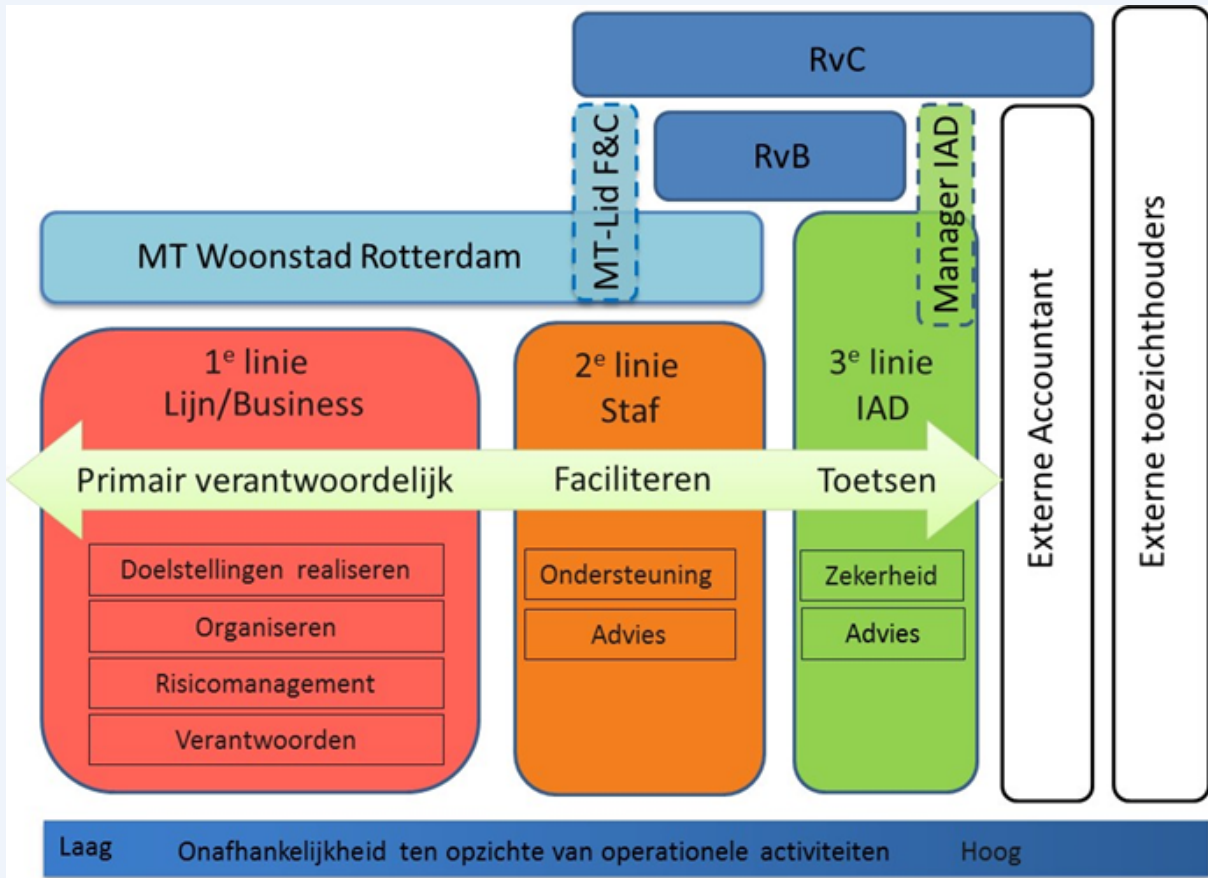 RvC
RvB
MT-Lid F&C
Manager IAD
MT Woonstad Rotterdam
1e linie
Lijn/Business
2e linie
Staf
3e linie
IAD
Primair verantwoordelijk
Faciliteren
Toetsen
Doelstellingen realiseren
Organiseren
Risicomanagement
Verantwoorden
Ondersteuning
Advies
Zekerheid
Advies
Externe Accountant
Externe toezichthouders
Laag Onafhankelijkheid ten opzichte van operationele activiteiten Hoog